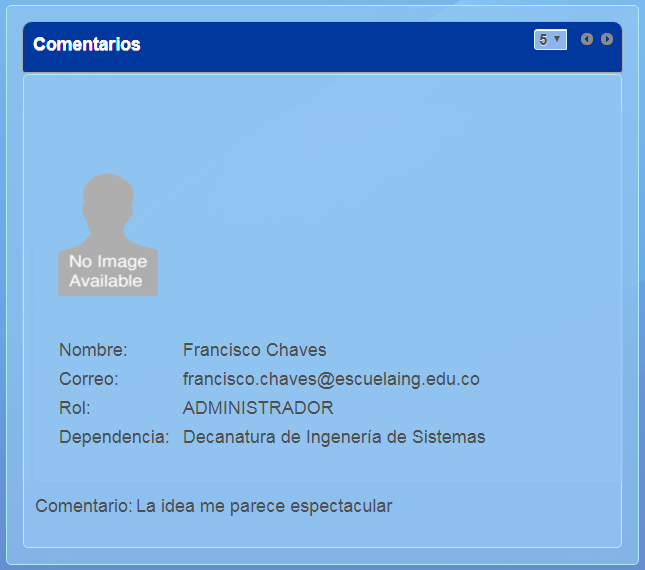 Comentarios 5
No Image
Available
Nombre: Francisco Chaves
Correo: francisco.chaves@escuelaing.edu.co
Rol: ADMINISTRADOR
Dependencia: Decanatura de Ingenería de Sistemas
Comentario: La idea me parece espectacular